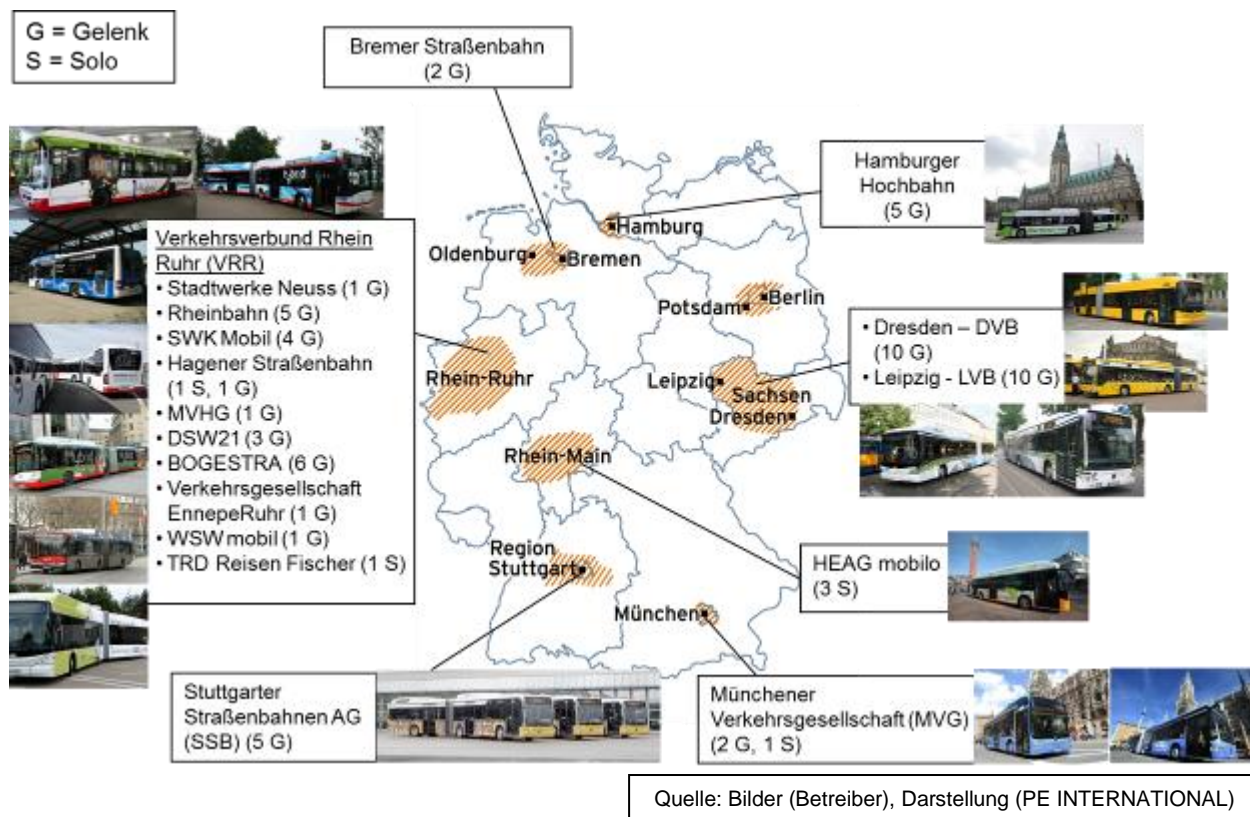 G = Gelenk
S = Solo
Bremer Straßenbahn
(2 G)
Hamburger
Hochbahn
(5 G)
Verkehrsverbund Rhein
Ruhr (VRR)
• Stadtwerke Neuss (1 G)
• Rheinbahn (5 G)
• SWK Mobil (4 G)
• Hagener Straßenbahn
(1 S, 1 G)
• MVHG (1 G)
• DSW21 (3 G)
• BOGESTRA (6 G)
• Verkehrsgesellschaft
EnnepeRuhr (1 G)
• WSW mobil (1 G)
• TRD Reisen Fischer (1 S)
Hamburg
Oldenburg
Bremen
Berlin
Potsdam
• Dresden – DVB
(10 G)
• Leipzig - LVB (10 G)
Rhein-Ruhr
Leipzig
Sachsen
Dresden
Rhein-Main
Region
Stuttgart
München
HEAG mobilo
(3 S)
Stuttgarter
Straßenbahnen AG
(SSB) (5 G)
Münchener
Verkehrsgesellschaft (MVG)
(2 G, 1 S)
Quelle: Bilder (Betreiber), Darstellung (PE INTERNATIONAL)